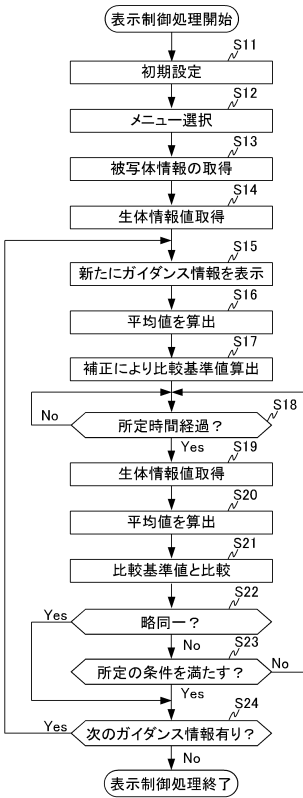 表示制御処理開始
S11
初期設定
S12
メニュー選択
S13
被写体情報の取得
S14
生体情報値取得
S15
新たにガイダンス情報を表示
S16
平均値を算出
S17
補正により比較基準値算出
No
S18
所定時間経過？
Yes
S19
生体情報値取得
S20
平均値を算出
S21
比較基準値と比較
S22
Yes
略同一？
No
S23
所定の条件を満たす？
No
Yes
S24
Yes
次のガイダンス情報有り？
No
表示制御処理終了